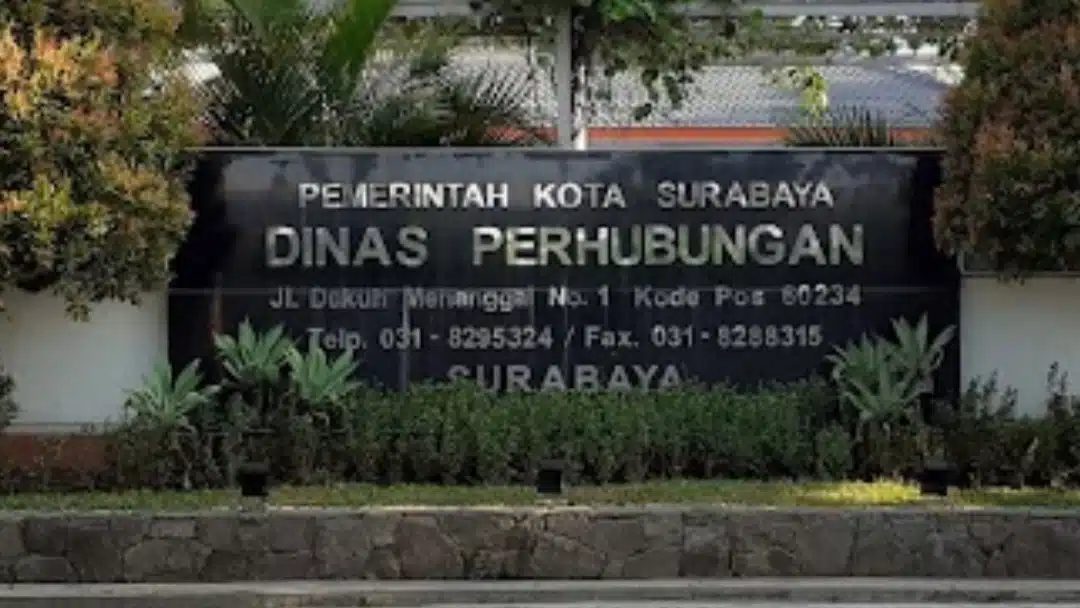 PEMERINTAH KOTA SURABAYA
DINAS PERHUBUNGAN
Jl. Dukuh Menanggal No. 1 Kode Pos 60234
Telp. 031 - 8295324 / Fax. 031 - 8288315
SURABAYA